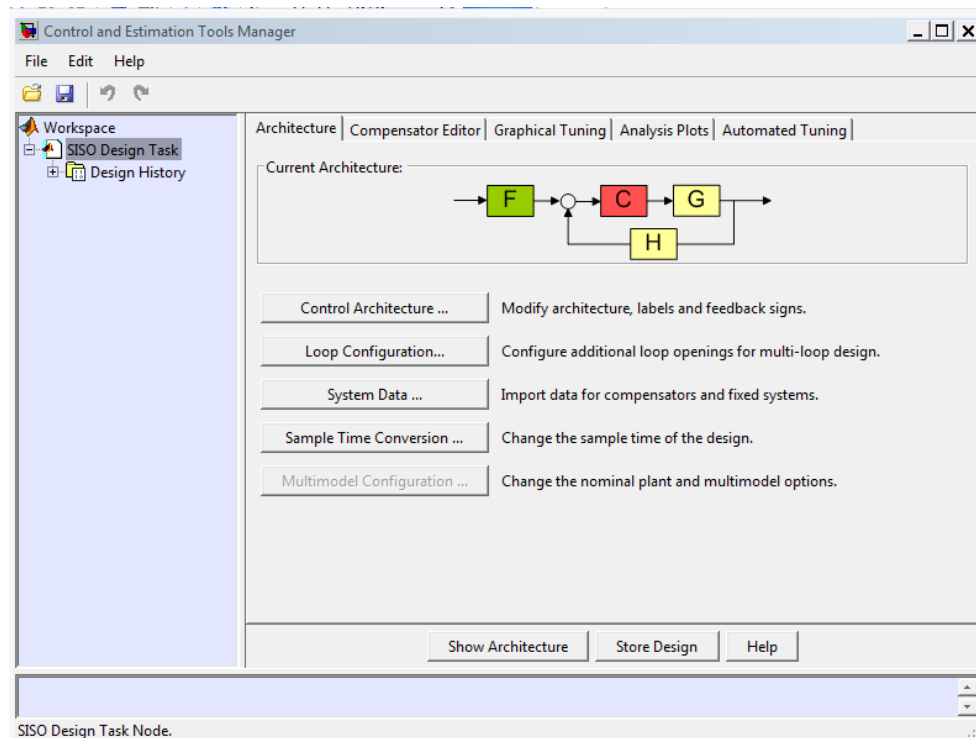 Control and Estimation Tools Manager
File Edit Help
Workspace
SISO Design Task
Design History
Architecture Compensator Editor Graphical Tuning Analysis Plots Automated Tuning
Current Architecture:
F C G
H
Control Architecture ... Modify architecture, labels and feedback signs.
Loop Configuration... Configure additional loop openings for multi-loop design.
System Data ... Import data for compensators and fixed systems.
Sample Time Conversion ... Change the sample time of the design.
Multimodel Configuration ... Change the nominal plant and multimodel options.
Show Architecture Store Design Help
SISO Design Task Node.